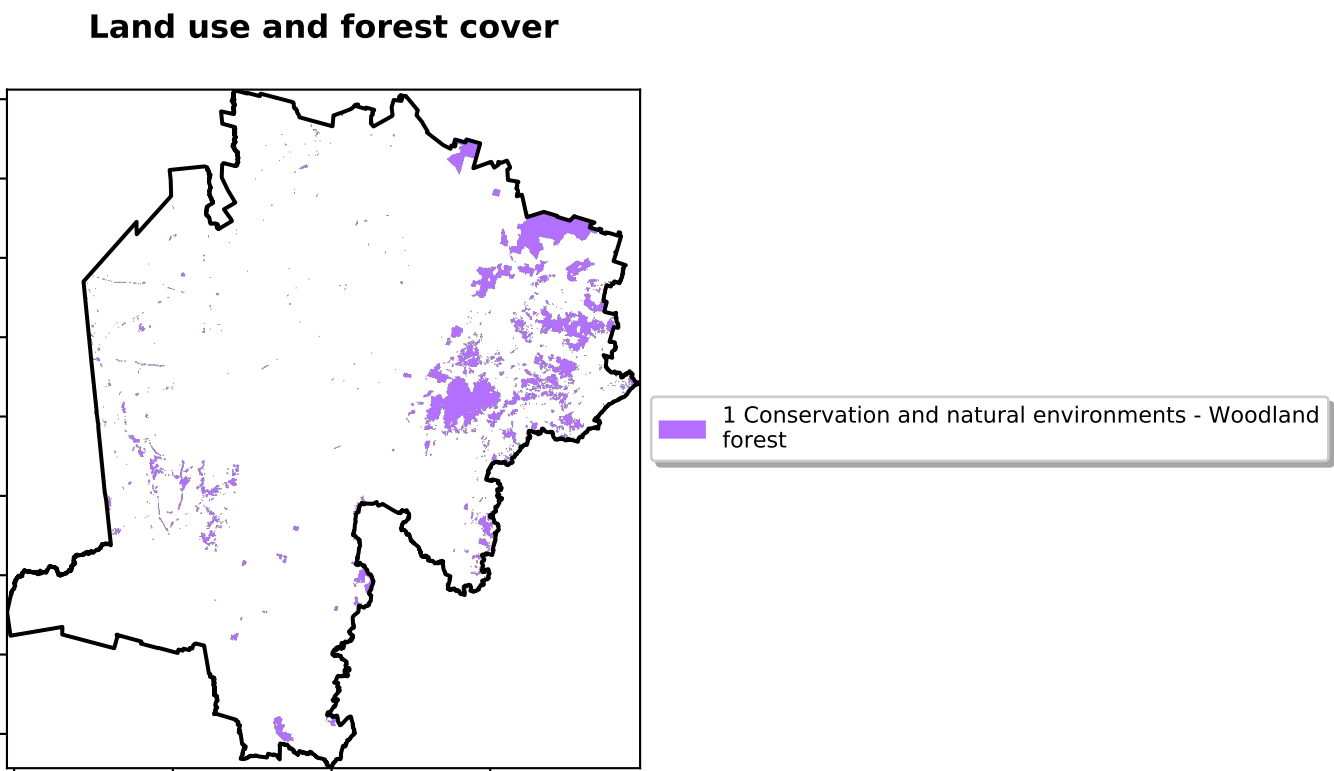 Land use and forest cover
1 Conservation and natural environments - Woodland
forest